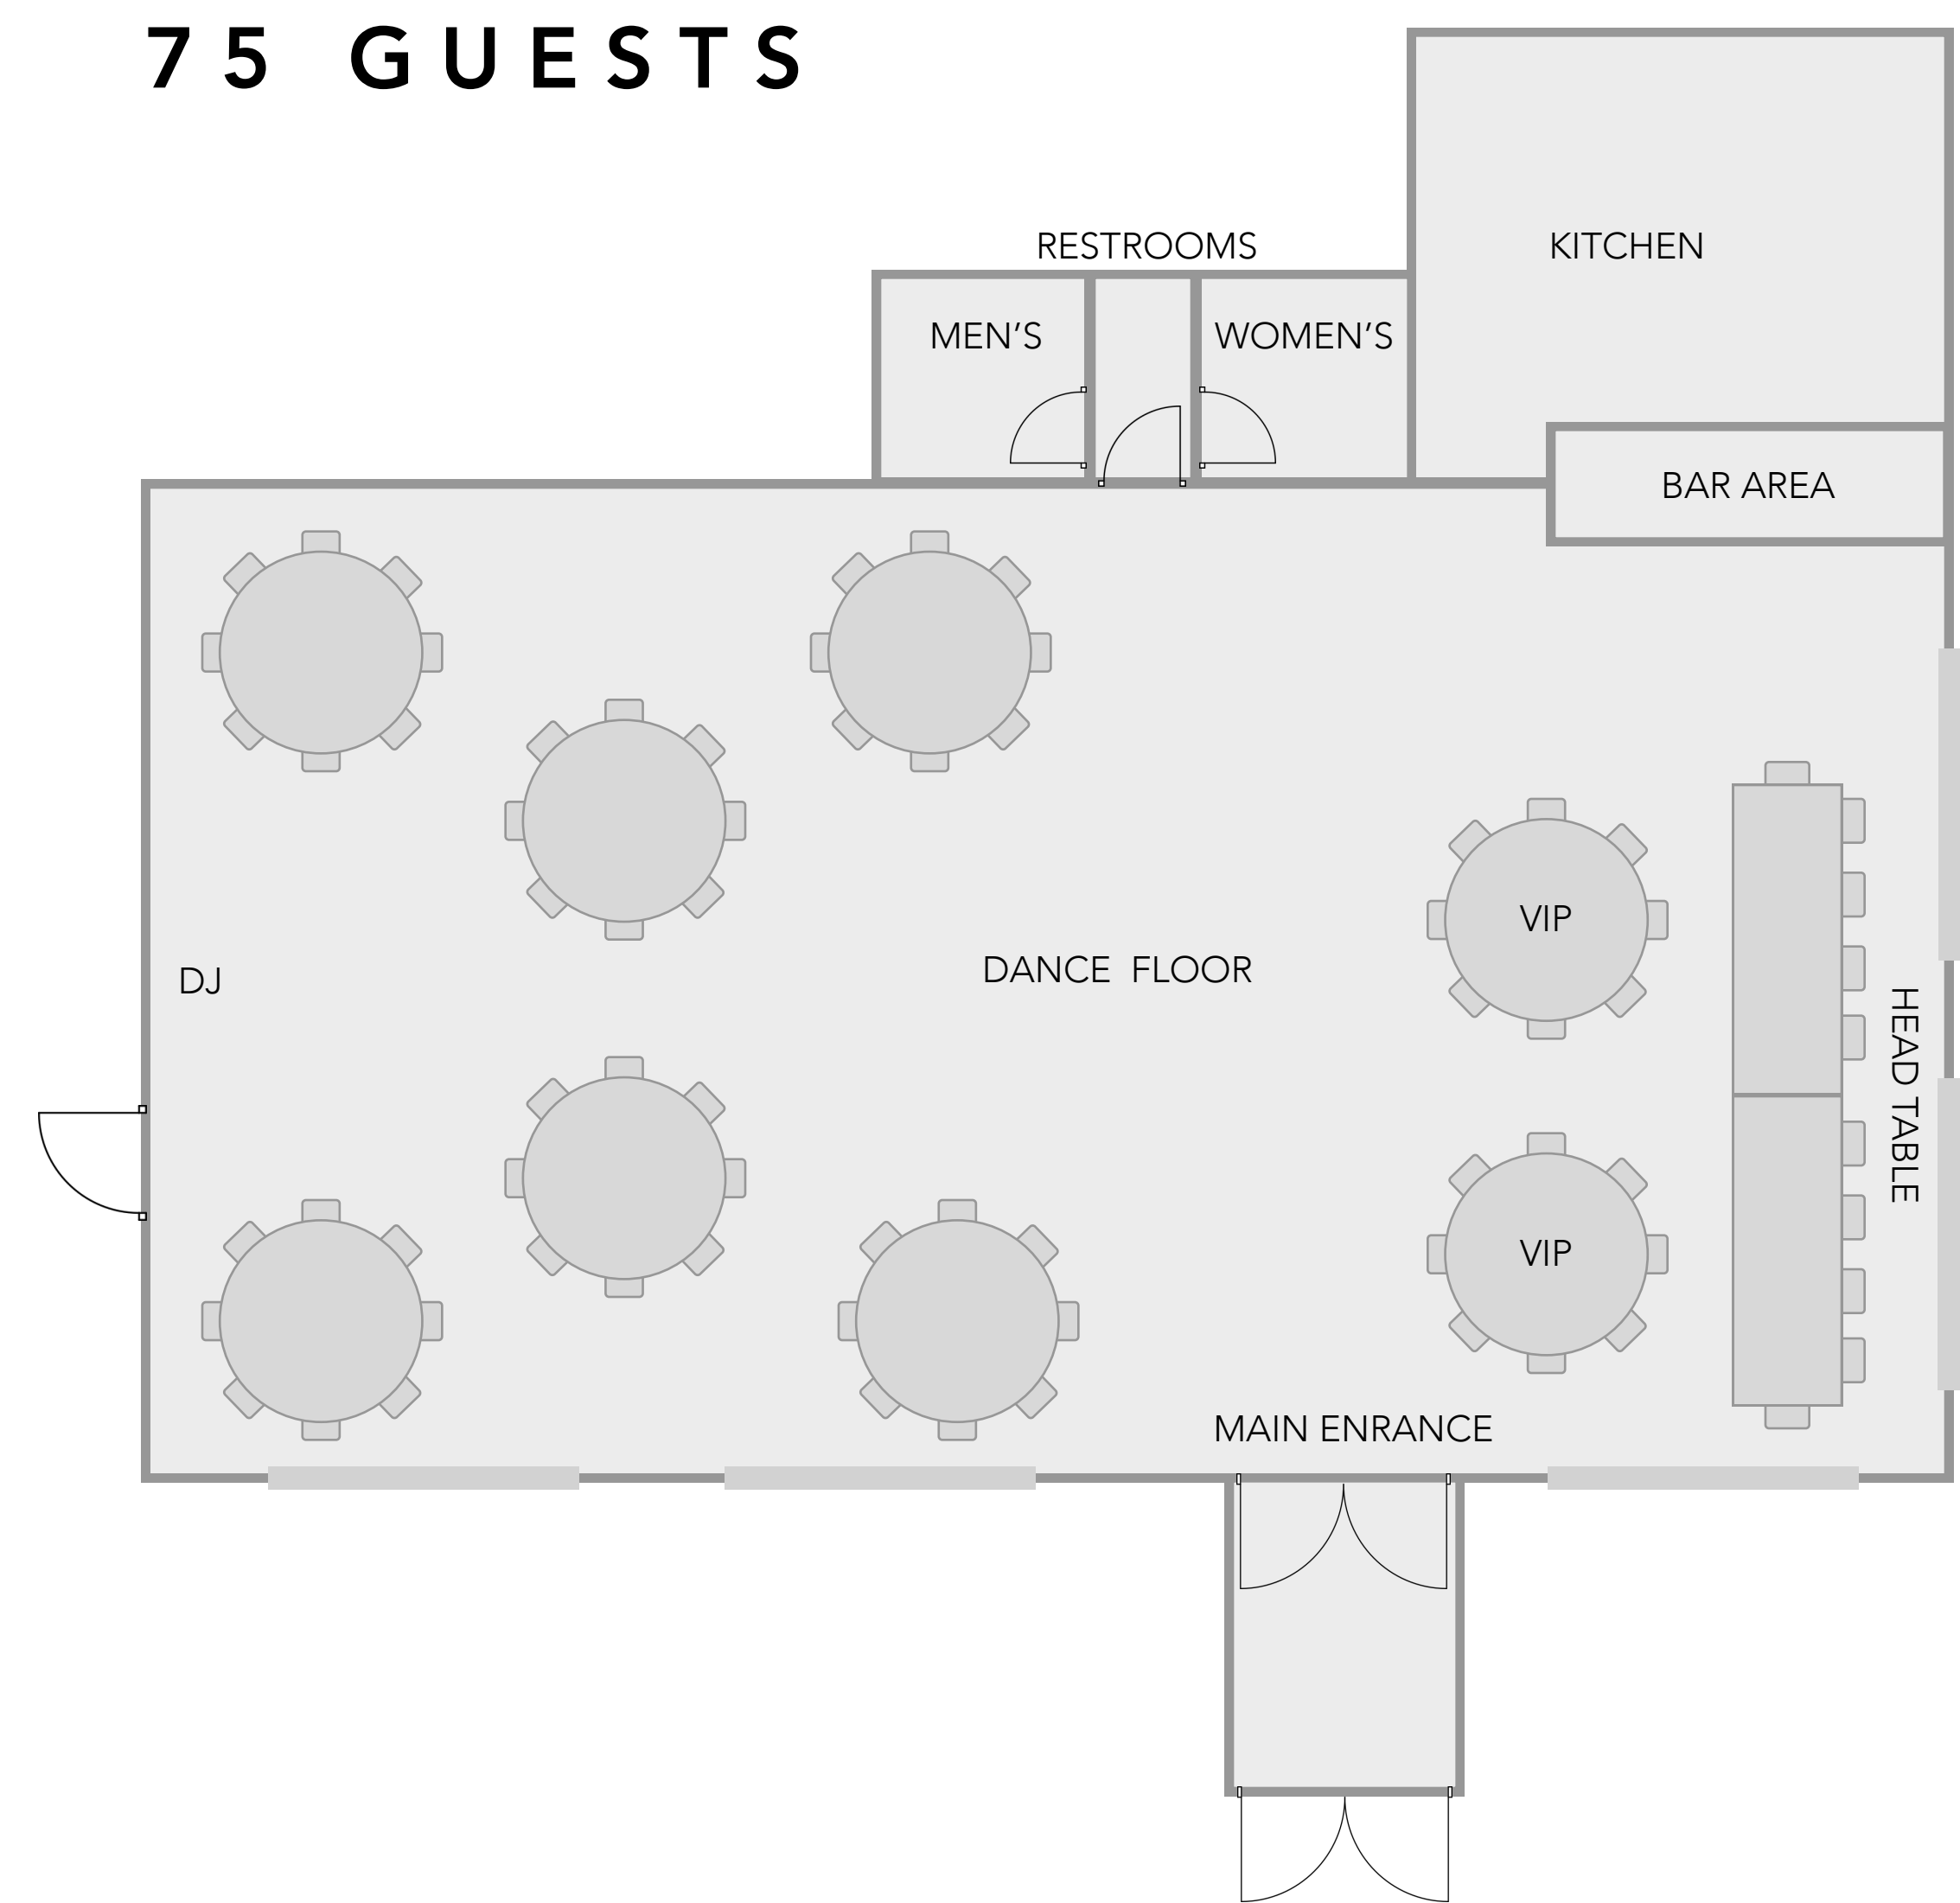 75 GUESTS
RESTROOMS
KITCHEN
MEN’S
WOMEN’S
BAR AREA
VIP
DANCE FLOOR
DJ
HEAD TABLE
VIP
MAIN ENRANCE